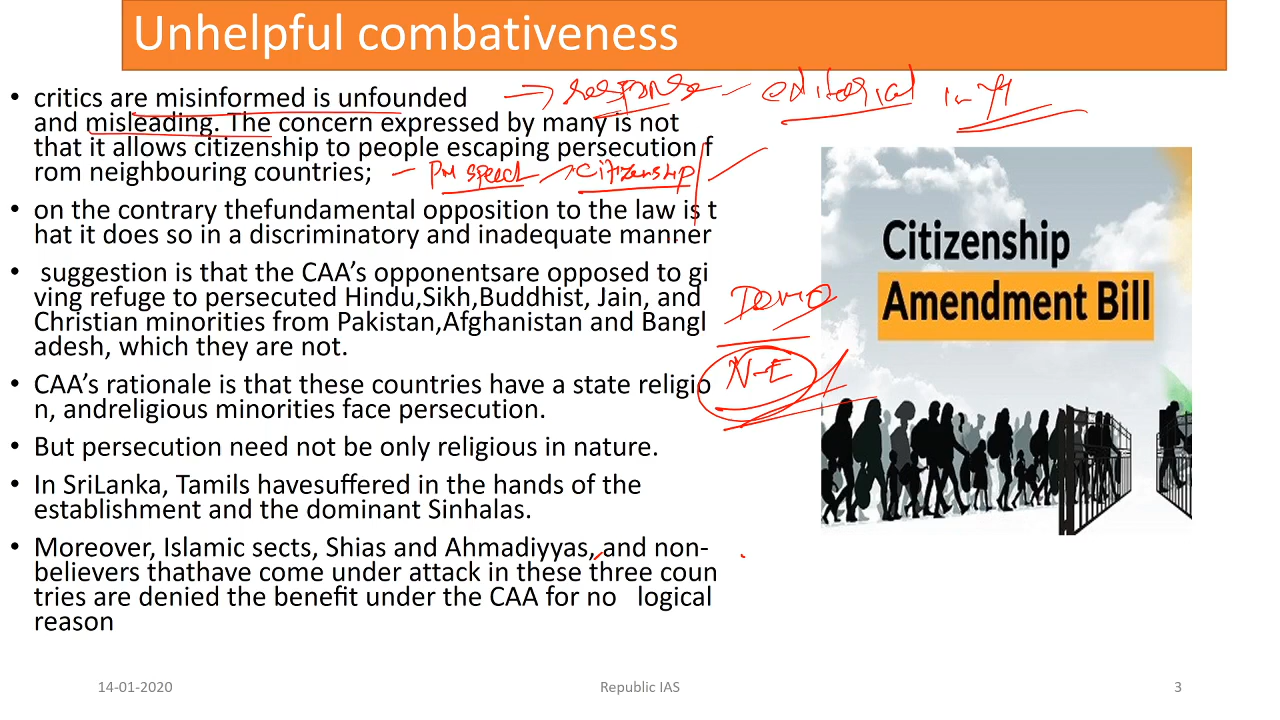 Unhelpful combativeness
• critics are misinformed is unfounded → response – editorial in
and misleading. The concern expressed by many is not
that it allows citizenship to people escaping persecution f
rom neighbouring countries; – PM speech citizenship
• on the contrary thefundamental opposition to the law is t
hat it does so in a discriminatory and inadequate manner
• suggestion is that the CAA's opponentsare opposed to gi
ving refuge to persecuted Hindu,Sikh,Buddhist, Jain, and
Christian minorities from Pakistan,Afghanistan and Bangl
adesh, which they are not.
• CAA's rationale is that these countries have a state religio
n, andreligious minorities face persecution.
• But persecution need not be only religious in nature.
• In SriLanka, Tamils havesuffered in the hands of the
establishment and the dominant Sinhalas.
• Moreover, Islamic sects, Shias and Ahmadiyyas, and non-
believers thathave come under attack in these three coun
tries are denied the benefit under the CAA for no logical
reason
N-E
Citizenship
Amendment Bill
14-01-2020
Republic IAS
3